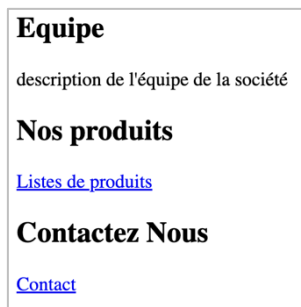 Equipe
description de l'équipe de la société
Nos produits
Listes de produits
Contactez Nous
Contact